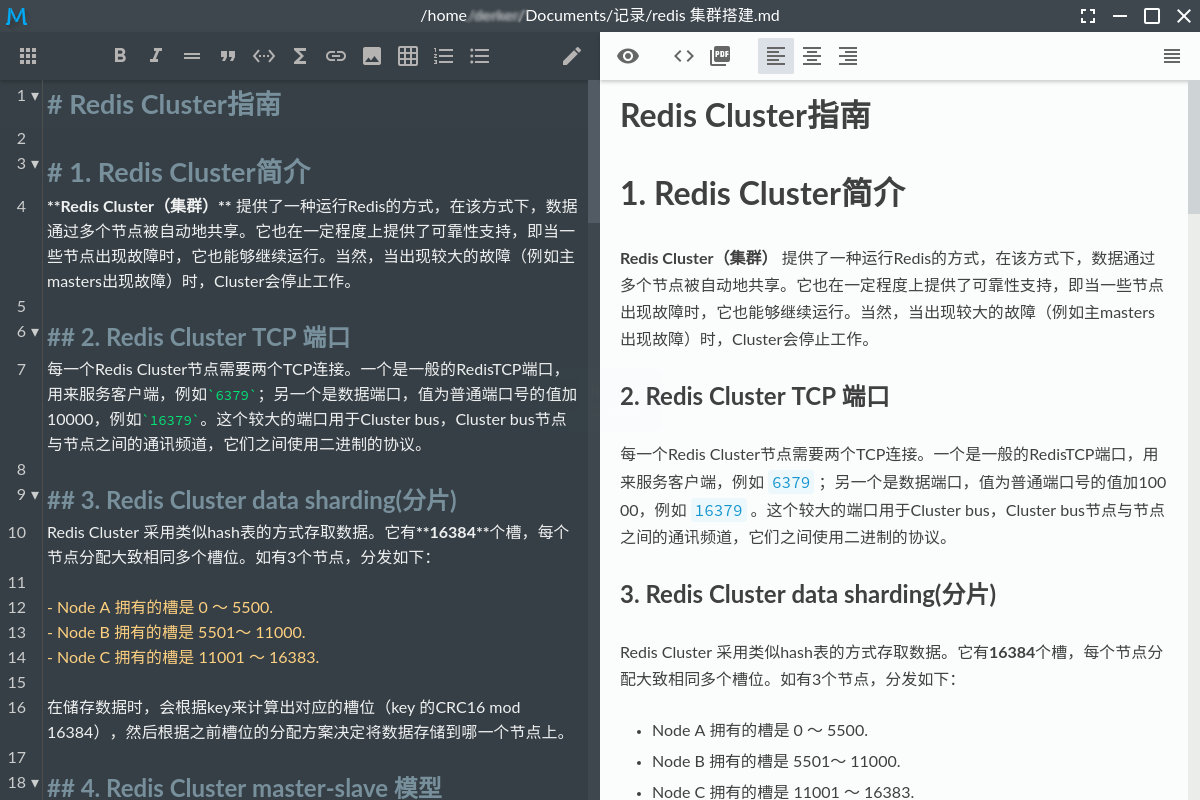 /home/ /Documents/记录/redis 集群搭建.md
M
B I Σ
PDF
1 # Redis Cluster指南
2
3 # 1. Redis Cluster简介
4 **Redis Cluster（集群）** 提供了一种运行Redis的方式，在该方式下，数据
通过多个节点被自动地共享。它也在一定程度上提供了可靠性支持，即当一
些节点出现故障时，它也能够继续运行。当然，当出现较大的故障（例如主
masters出现故障）时，Cluster会停止工作。
5
6 ## 2. Redis Cluster TCP 端口
7 每一个Redis Cluster节点需要两个TCP连接。一个是一般的RedisTCP端口，
用来服务客户端，例如`6379`；另一个是数据端口，值为普通端口号的值加
10000，例如`16379`。这个较大的端口用于Cluster bus，Cluster bus节点
与节点之间的通讯频道，它们之间使用二进制的协议。
8
9 ## 3. Redis Cluster data sharding(分片)
10 Redis Cluster 采用类似hash表的方式存取数据。它有**16384**个槽，每个
节点分配大致相同多个槽位。如有3个节点，分发如下：
11
12 - Node A 拥有的槽是 0 ～ 5500.
13 - Node B 拥有的槽是 5501～ 11000.
14 - Node C 拥有的槽是 11001 ～ 16383.
15
16 在储存数据时，会根据key来计算出对应的槽位（key 的CRC16 mod
16384），然后根据之前槽位的分配方案决定将数据存储到哪一个节点上。
17
18 ## 4. Redis Cluster master-slave 模型
Redis Cluster指南
1. Redis Cluster简介
Redis Cluster（集群） 提供了一种运行Redis的方式，在该方式下，数据通过
多个节点被自动地共享。它也在一定程度上提供了可靠性支持，即当一些节点
出现故障时，它也能够继续运行。当然，当出现较大的故障（例如主masters
出现故障）时，Cluster会停止工作。
2. Redis Cluster TCP 端口
每一个Redis Cluster节点需要两个TCP连接。一个是一般的RedisTCP端口，用
来服务客户端，例如 6379 ；另一个是数据端口，值为普通端口号的值加100
00，例如 16379 。这个较大的端口用于Cluster bus，Cluster bus节点与节点
之间的通讯频道，它们之间使用二进制的协议。
3. Redis Cluster data sharding(分片)
Redis Cluster 采用类似hash表的方式存取数据。它有16384个槽，每个节点分
配大致相同多个槽位。如有3个节点，分发如下：
• Node A 拥有的槽是 0 ～ 5500.
• Node B 拥有的槽是 5501～ 11000.
• Node C 拥有的槽是 11001 ～ 16383.